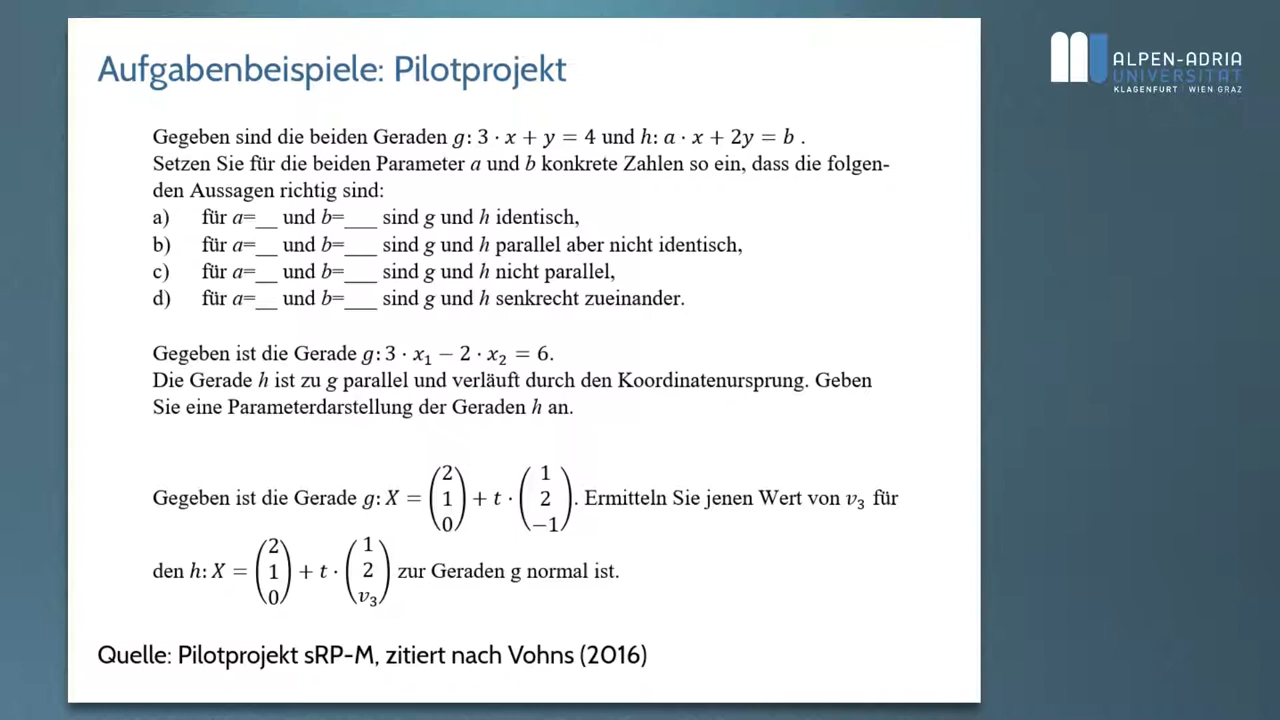 Aufgabenbeispiele: Pilotprojekt
ALPEN-ADRIA
UNIVERSITÄT
KLAGENFURT | WIEN GRAZ
Gegeben sind die beiden Geraden g: 3 · x + y = 4 und h: a · x + 2y = b .
Setzen Sie für die beiden Parameter a und b konkrete Zahlen so ein, dass die folgen-
den Aussagen richtig sind:
a) für a=__ und b=___ sind g und h identisch,
b) für a=__ und b=___ sind g und h parallel aber nicht identisch,
c) für a=__ und b=___ sind g und h nicht parallel,
d) für a=__ und b=___ sind g und h senkrecht zueinander.
Gegeben ist die Gerade g: 3 · x₁ − 2 · x₂ = 6.
Die Gerade h ist zu g parallel und verläuft durch den Koordinatenursprung. Geben
Sie eine Parameterdarstellung der Geraden h an.
Gegeben ist die Gerade g: X = (2 1 0) + t · (1 2 −1). Ermitteln Sie jenen Wert von v₃ für
den h: X = (2 1 0) + t · (1 2 v₃) zur Geraden g normal ist.
Quelle: Pilotprojekt sRP-M, zitiert nach Vohns (2016)